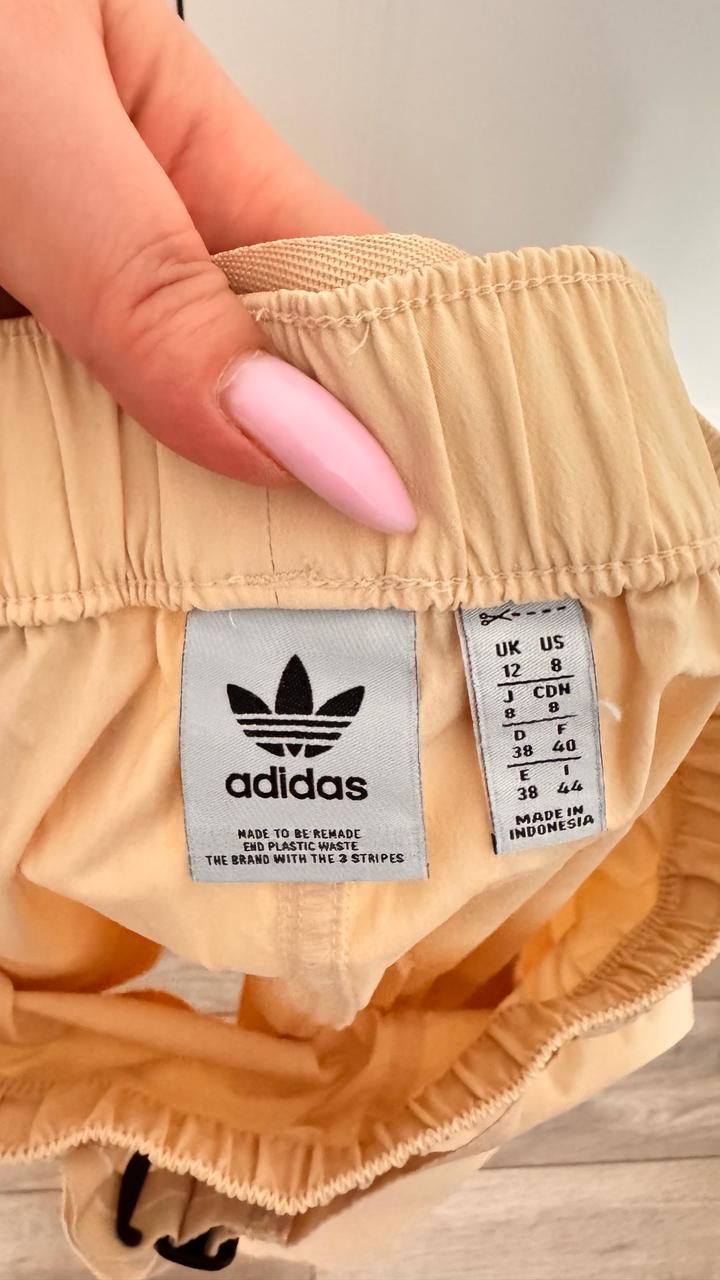 adidas
MADE TO BE REMADE
END PLASTIC WASTE
THE BRAND WITH THE 3 STRIPES
UK US
12 8
J CDN
8 8
D F
38 40
E I
38 44
MADE IN
INDONESIA